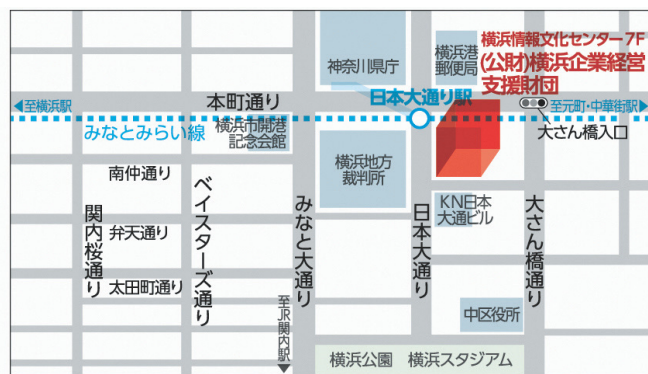 横浜情報文化センター7F
(公財)横浜企業経営
支援財団
横浜港
郵便局
神奈川県庁
日本大通り駅
◀至横浜駅
本町通り
至元町・中華街駅▶
みなとみらい線
横浜市開港
記念会館
大さん橋入口
横浜地方
裁判所
南仲通り
弁天通り
太田町通り
関内桜通り
ベイスターズ通り
みなと大通り
日本大通り
KN日本
大通ビル
大さん橋通り
至JR関内駅▼
中区役所
横浜公園 横浜スタジアム